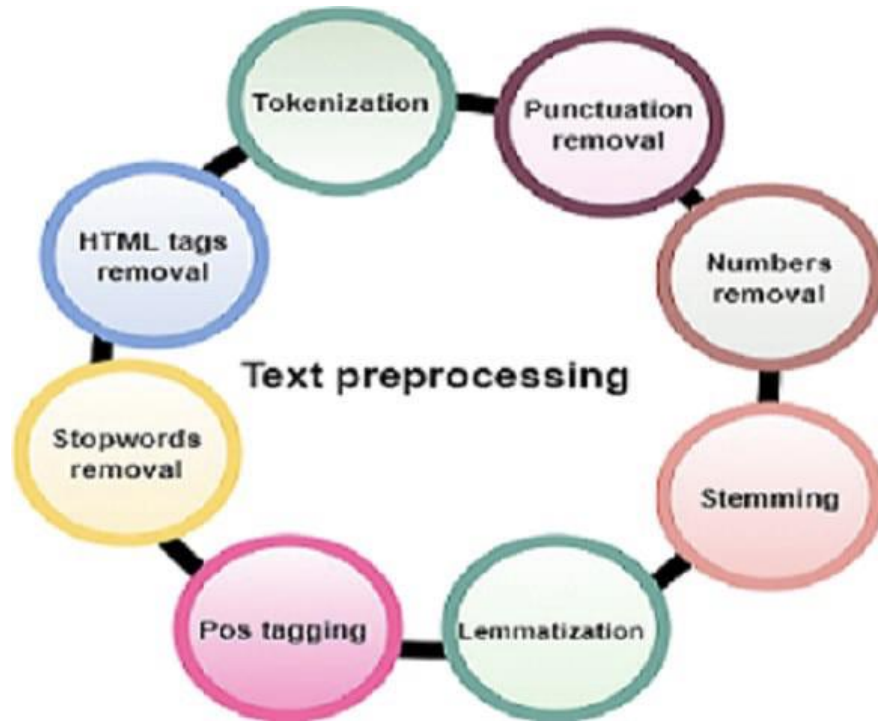 Tokenization
Punctuation
removal
HTML tags
removal
Numbers
removal
Text preprocessing
Stopwords
removal
Stemming
Pos tagging
Lemmatization